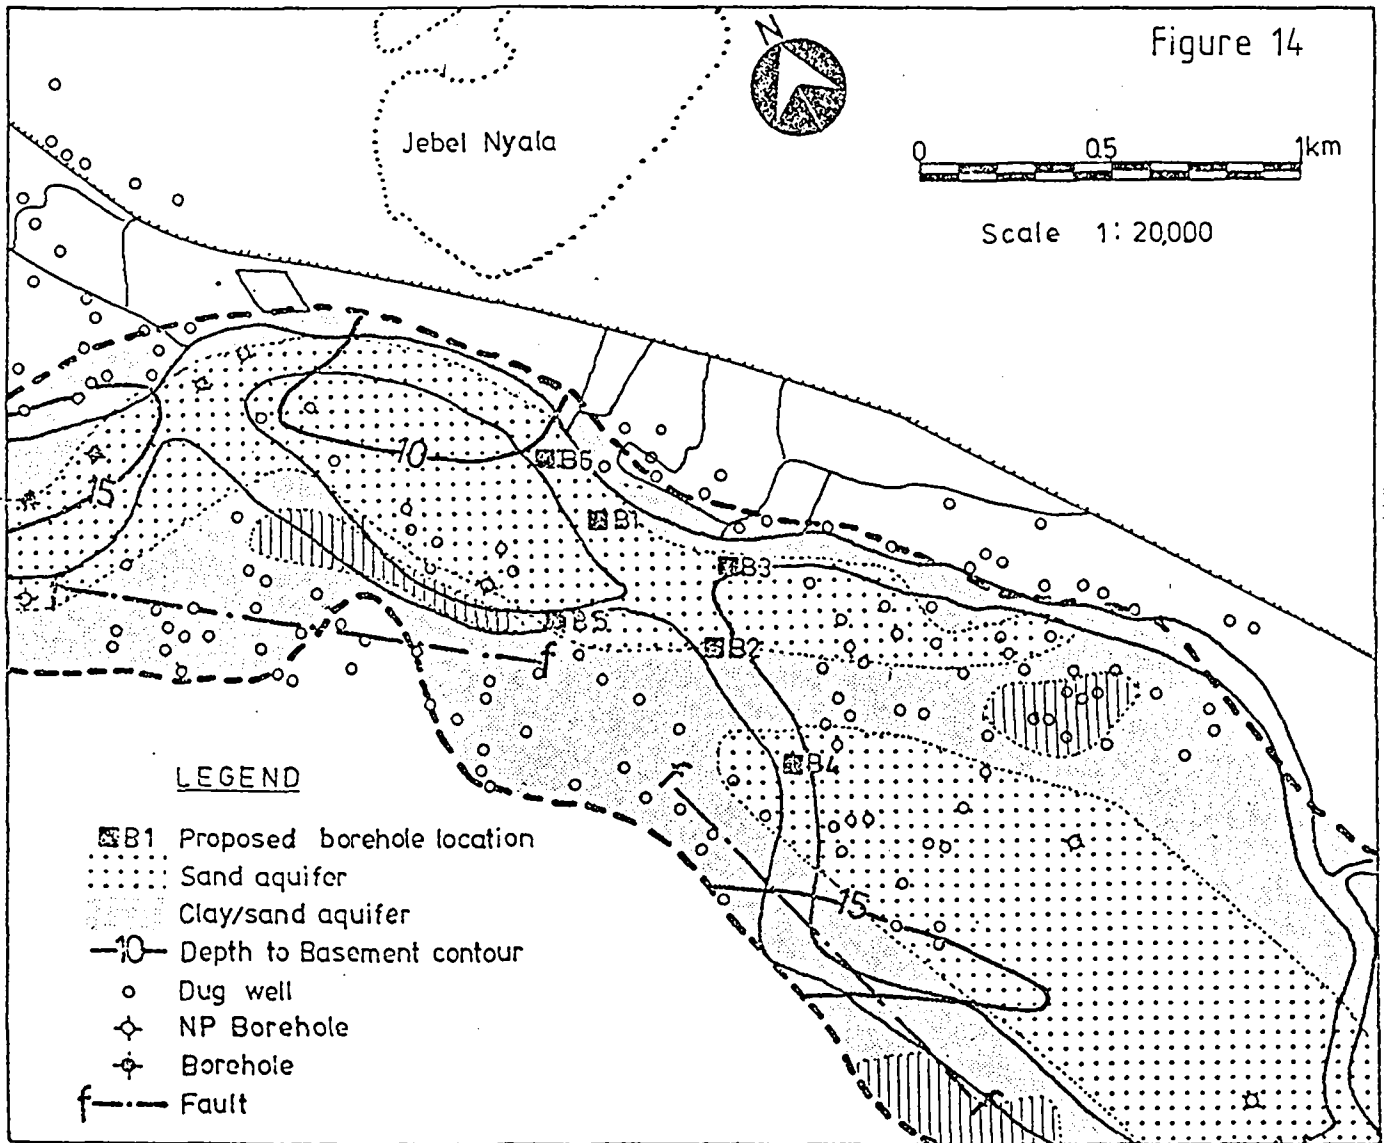 Figure 14
N
Jebel Nyala
0 0.5 1km
Scale 1:20,000
10
B6
15
B1
B3
B5
B2
f
B4
f
15
f
LEGEND
B1 Proposed borehole location
Sand aquifer
Clay/sand aquifer
10 Depth to Basement contour
Dug well
NP Borehole
Borehole
f Fault